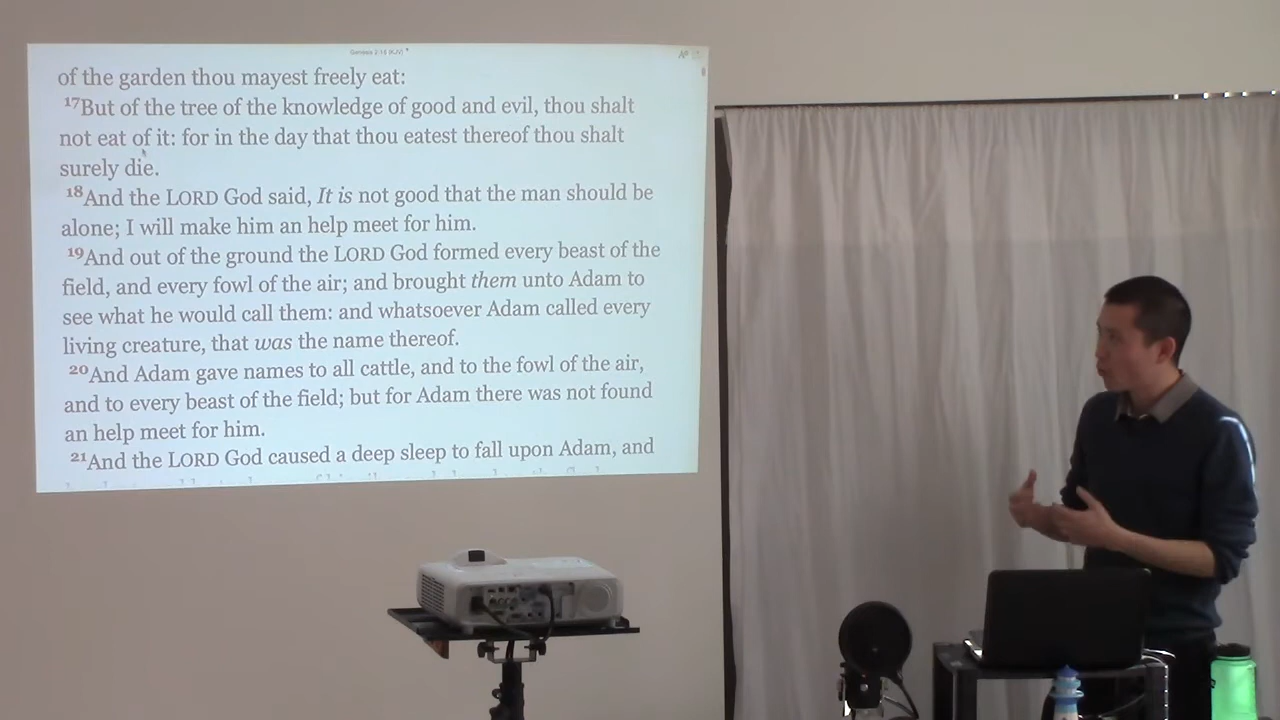 Genesis 2:18 (KJV)
of the garden thou mayest freely eat:
17But of the tree of the knowledge of good and evil, thou shalt
not eat of it: for in the day that thou eatest thereof thou shalt
surely die.
18And the LORD God said, It is not good that the man should be
alone; I will make him an help meet for him.
19And out of the ground the LORD God formed every beast of the
field, and every fowl of the air; and brought them unto Adam to
see what he would call them: and whatsoever Adam called every
living creature, that was the name thereof.
20And Adam gave names to all cattle, and to the fowl of the air,
and to every beast of the field; but for Adam there was not found
an help meet for him.
21And the LORD God caused a deep sleep to fall upon Adam, and